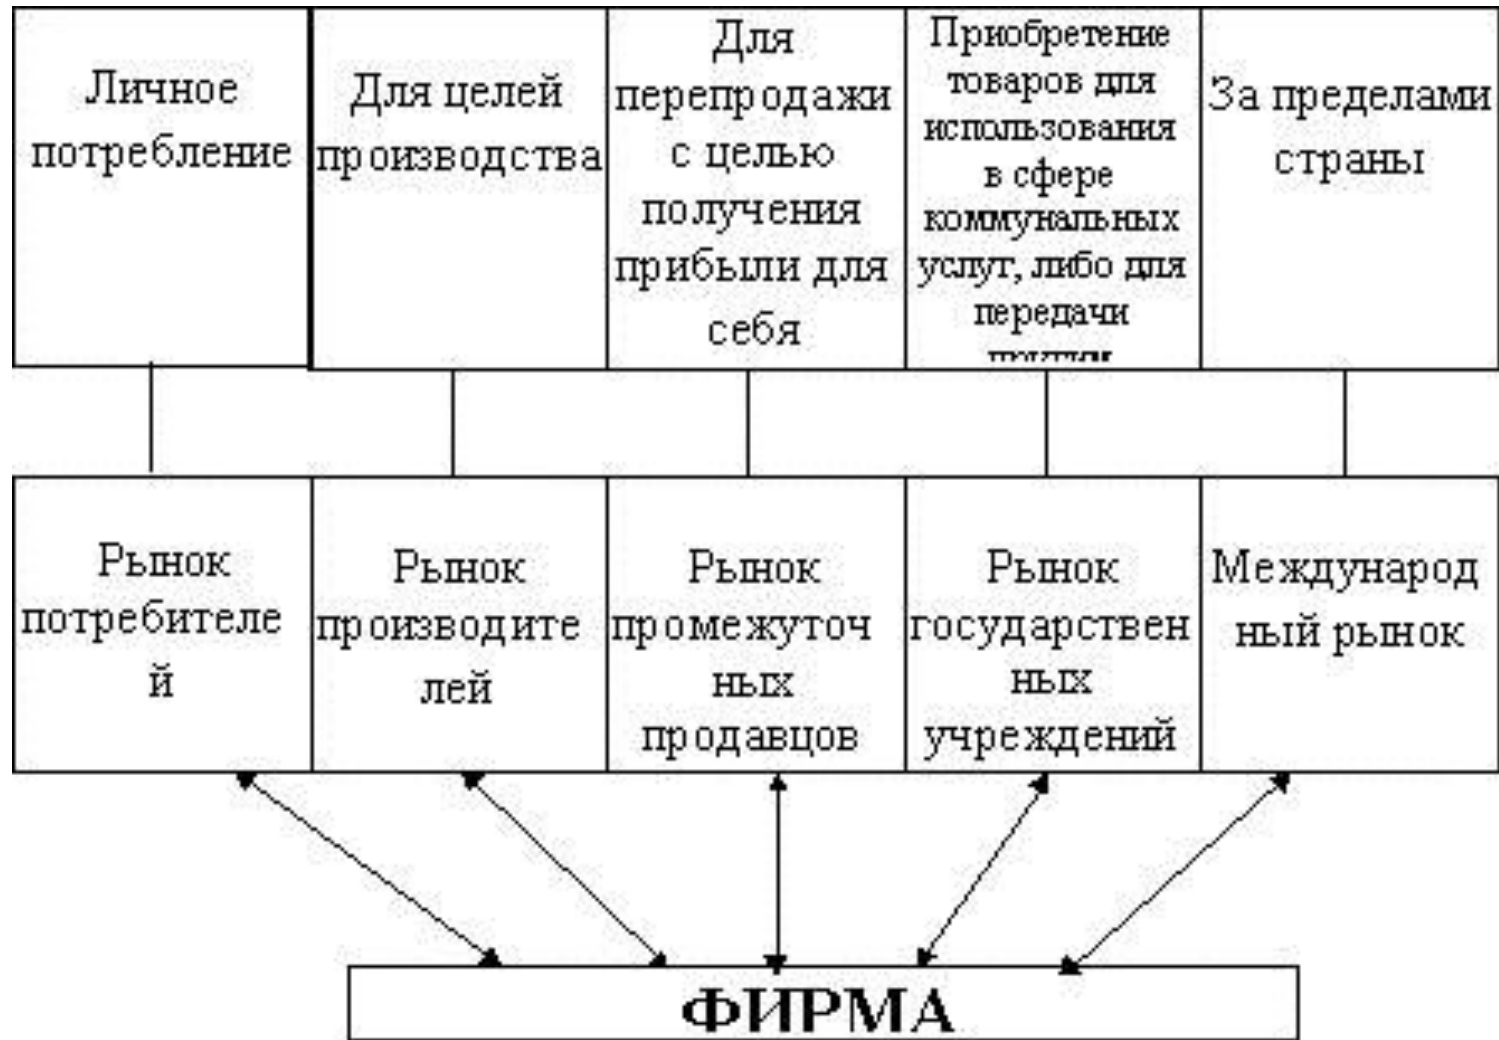 Личное
потребление
Для целей
производства
Для
перепродажи
с целью
получения
прибыли для
себя
Приобретение
товаров для
использования
в сфере
коммунальных
услуг, либо для
передачи
За пределами
страны
Рынок
потребителе
й
Рынок
производите
лей
Рынок
промежуточ
ных
продавцов
Рынок
государствен
ных
учреждений
Международ
ный рынок
ФИРМА